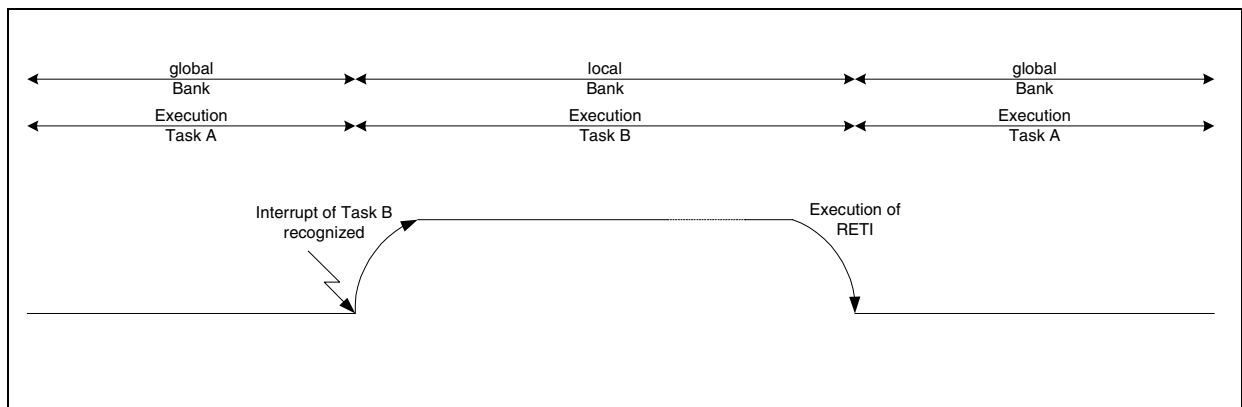 global
Bank
local
Bank
global
Bank
Execution
Task A
Execution
Task B
Execution
Task A
Interrupt of Task B
recognized
Execution of
RETI